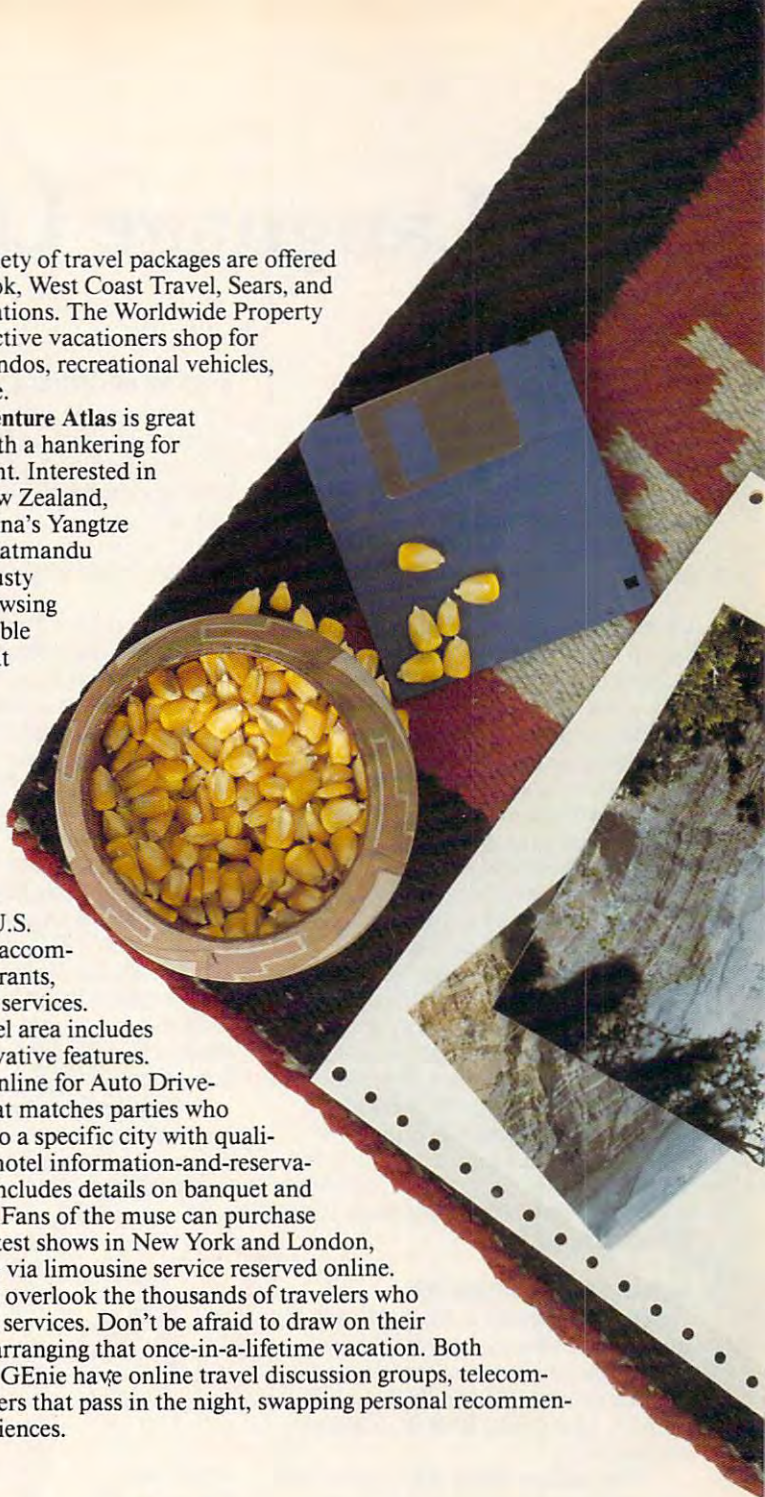 ety of travel packages are offered
ok, West Coast Travel, Sears, and
ations. The Worldwide Property
ctive vacationers shop for
ndos, recreational vehicles,
e.
enture Atlas is great
th a hankering for
nt. Interested in
w Zealand,
na's Yangtze
atmandu
usty
wsing
ble
at
U.S.
accom-
rants,
services.
el area includes
vative features.
nline for Auto Drive-
at matches parties who
o a specific city with quali-
hotel information-and-reserva-
ncludes details on banquet and
Fans of the muse can purchase
test shows in New York and London,
via limousine service reserved online.
overlook the thousands of travelers who
services. Don't be afraid to draw on their
arranging that once-in-a-lifetime vacation. Both
GEnie have online travel discussion groups, telecom-
ers that pass in the night, swapping personal recommen-
iences.